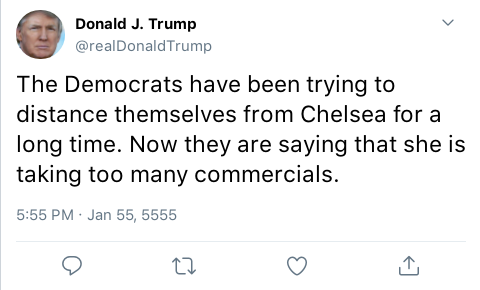 Donald J. Trump
@realDonaldTrump
The Democrats have been trying to
distance themselves from Chelsea for a
long time. Now they are saying that she is
taking too many commercials.
5:55 PM · Jan 55, 5555